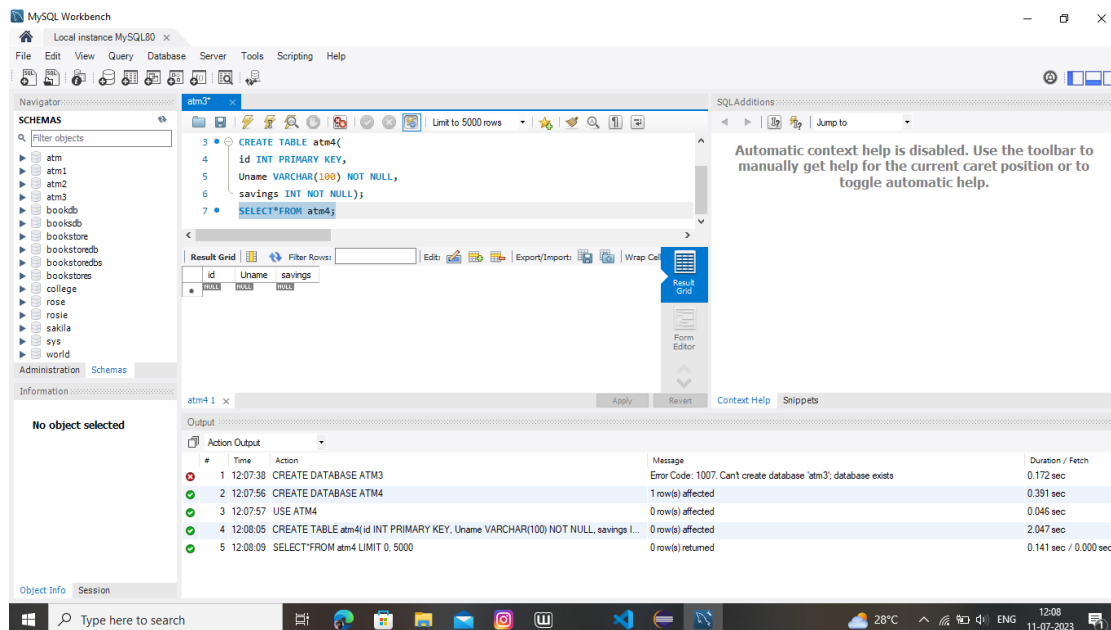 MySQL Workbench
Local instance MySQL80
File Edit View Query Database Server Tools Scripting Help
Navigator
SCHEMAS
Filter objects
atm
atm1
atm2
atm3
bookdb
booksdb
bookstore
bookstoredb
bookstoredbs
bookstores
college
rose
rosie
sakila
sys
world
Administration Schemas
Information
No object selected
Object Info Session
atm3*
Limit to 5000 rows
3 CREATE TABLE atm4(
4 id INT PRIMARY KEY,
5 Uname VARCHAR(100) NOT NULL,
6 savings INT NOT NULL);
7 SELECT*FROM atm4;
Result Grid Filter Rows: Edit: Export/Import: Wrap Cel
id Uname savings
NULL NULL NULL
Result Grid
Form Editor
atm4 1 Apply Revert
SQLAdditions
Jump to
Automatic context help is disabled. Use the toolbar to
manually get help for the current caret position or to
toggle automatic help.
Context Help Snippets
Output
Action Output
# Time Action Message Duration / Fetch
1 12:07:38 CREATE DATABASE ATM3 Error Code: 1007. Can't create database 'atm3'; database exists 0.172 sec
2 12:07:56 CREATE DATABASE ATM4 1 row(s) affected 0.391 sec
3 12:07:57 USE ATM4 0 row(s) affected 0.046 sec
4 12:08:05 CREATE TABLE atm4( id INT PRIMARY KEY, Uname VARCHAR(100) NOT NULL, savings I... 0 row(s) affected 2.047 sec
5 12:08:09 SELECT*FROM atm4 LIMIT 0, 5000 0 row(s) returned 0.141 sec / 0.000 sec
Type here to search
28°C ENG
12:08
11-07-2023